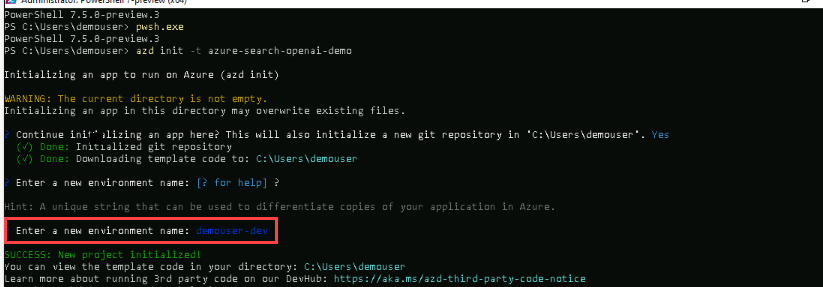 Administrator: PowerShell 7-preview (x64)
PowerShell 7.5.0-preview.3
PS C:\Users\demouser> pwsh.exe
PowerShell 7.5.0-preview.3
PS C:\Users\demouser> azd init -t azure-search-openai-demo
Initializing an app to run on Azure (azd init)
WARNING: The current directory is not empty.
Initializing an app in this directory may overwrite existing files.
? Continue initializing an app here? This will also initialize a new git repository in "C:\Users\demouser". Yes
(✓) Done: Initialized git repository
(✓) Done: Downloading template code to: C:\Users\demouser
? Enter a new environment name: [? for help] ?
Hint: A unique string that can be used to differentiate copies of your application in Azure.
Enter a new environment name: demouser-dev
SUCCESS: New project initialized!
You can view the template code in your directory: C:\Users\demouser
Learn more about running 3rd party code on our DevHub: https://aka.ms/azd-third-party-code-notice